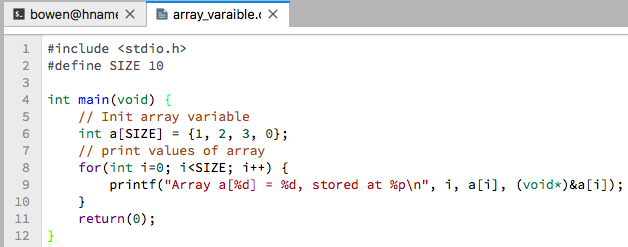 bowen@hname
array_varaible.c
1 #include <stdio.h>
2 #define SIZE 10
3
4 int main(void) {
5     // Init array variable
6     int a[SIZE] = {1, 2, 3, 0};
7     // print values of array
8     for(int i=0; i<SIZE; i++) {
9         printf("Array a[%d] = %d, stored at %p\n", i, a[i], (void*)&a[i]);
10     }
11     return(0);
12 }